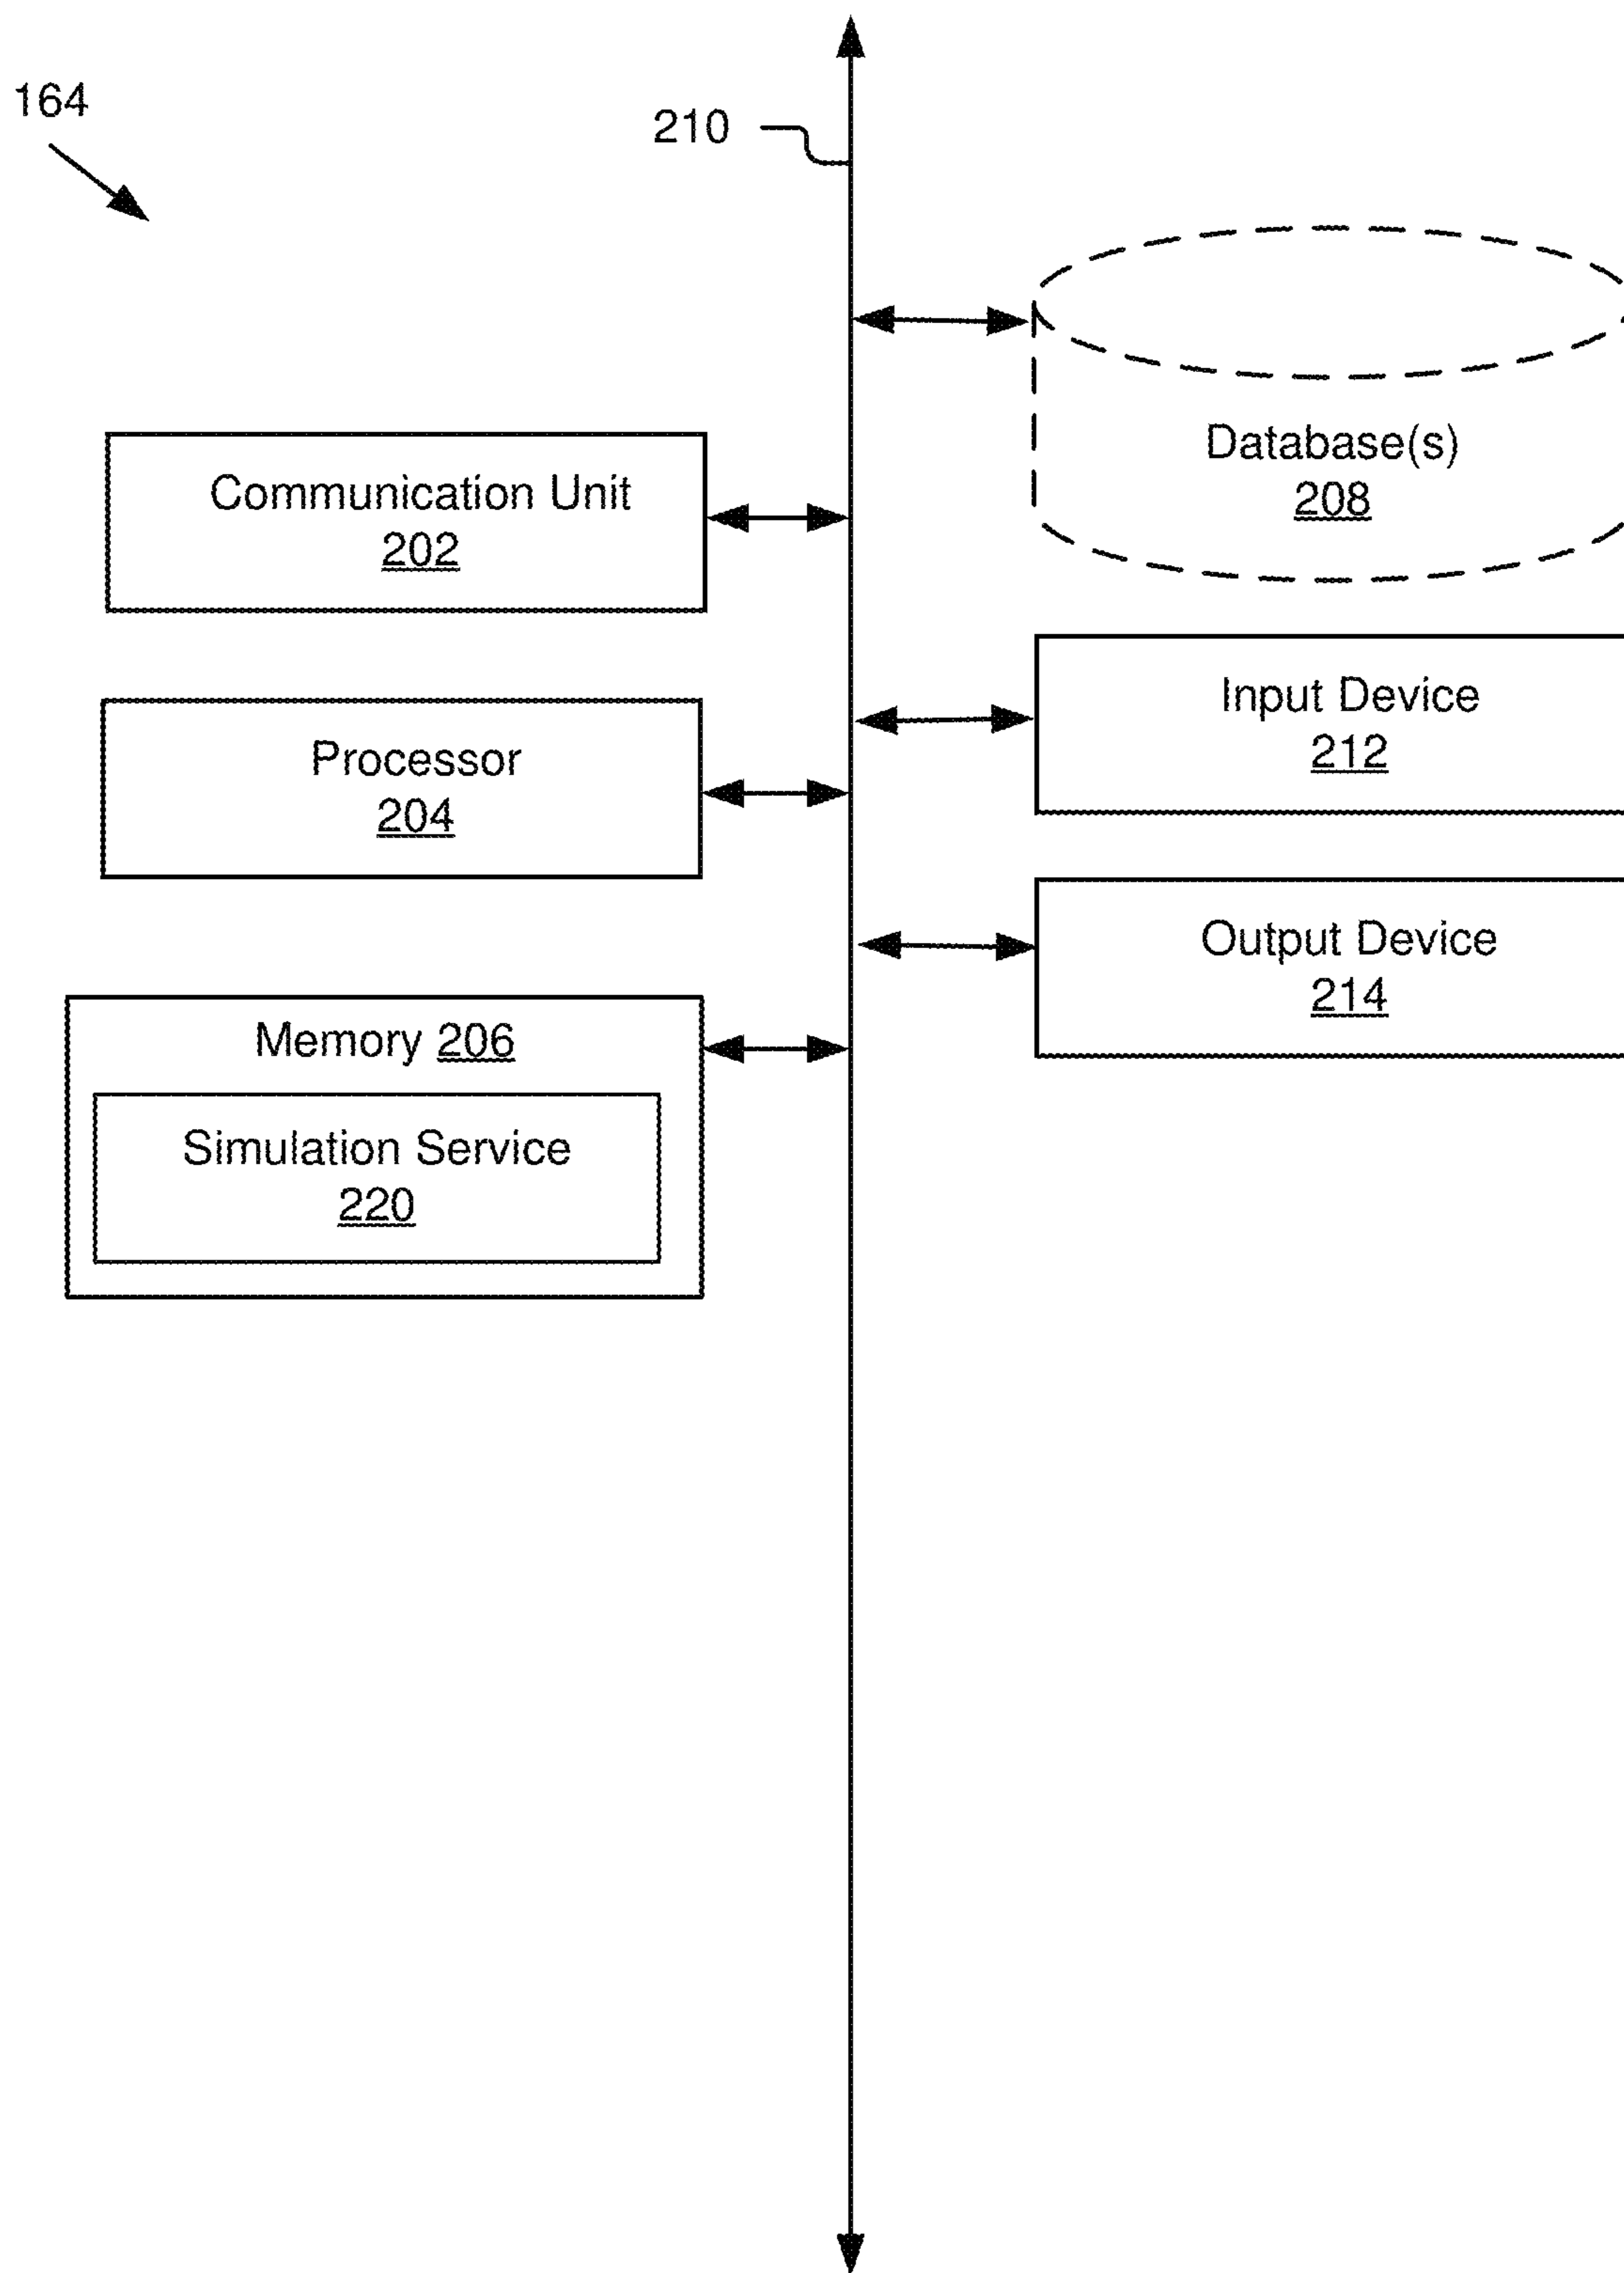 164
210
Database(s)
208
Communication Unit
202
Input Device
212
Processor
204
Output Device
214
Memory 206
Simulation Service
220